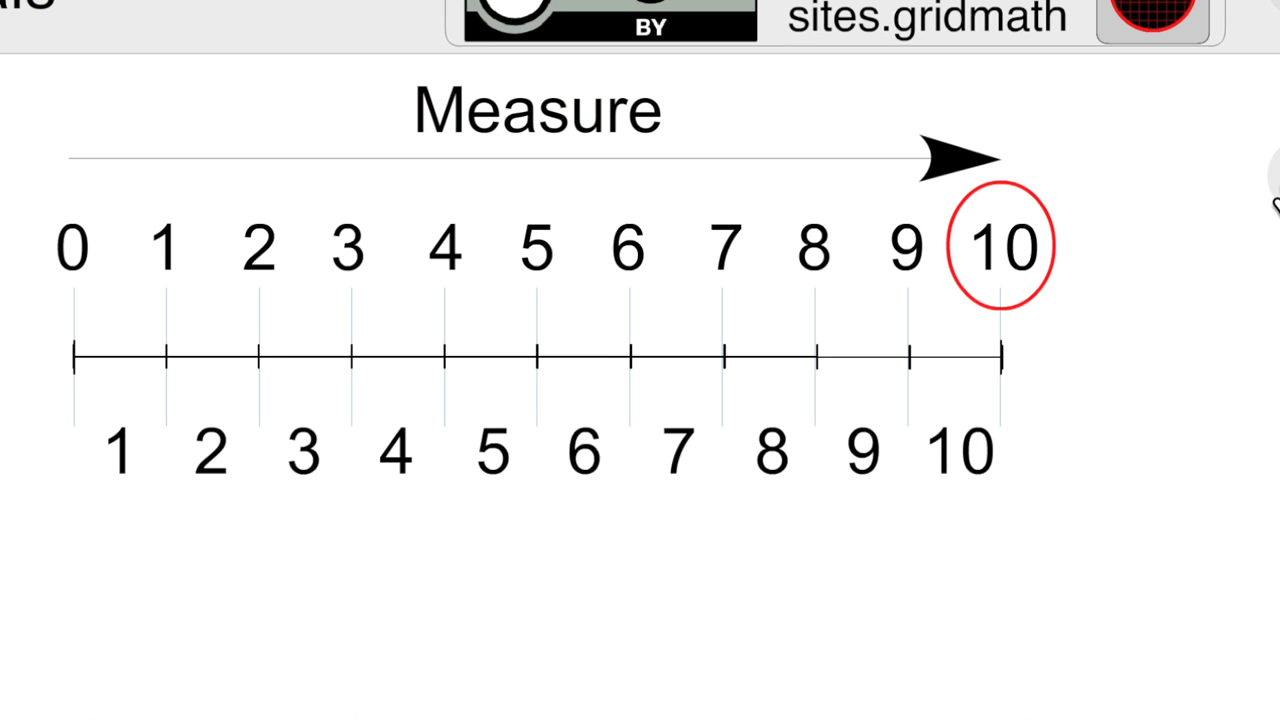 BY
sites.gridmath
Measure
0 1 2 3 4 5 6 7 8 9 10
1 2 3 4 5 6 7 8 9 10